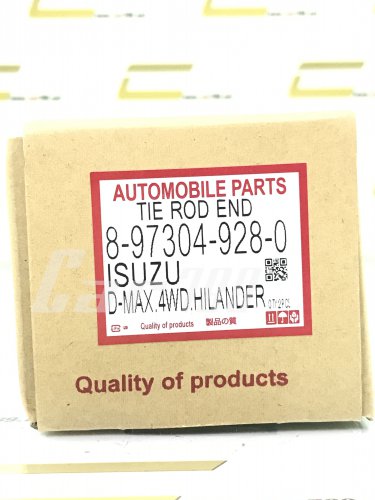 AUTOMOBILE PARTS
TIE ROD END
8-97304-928-0
ISUZU
D-MAX.4WD.HILANDER
Quality of products 製品の質
Quality of products